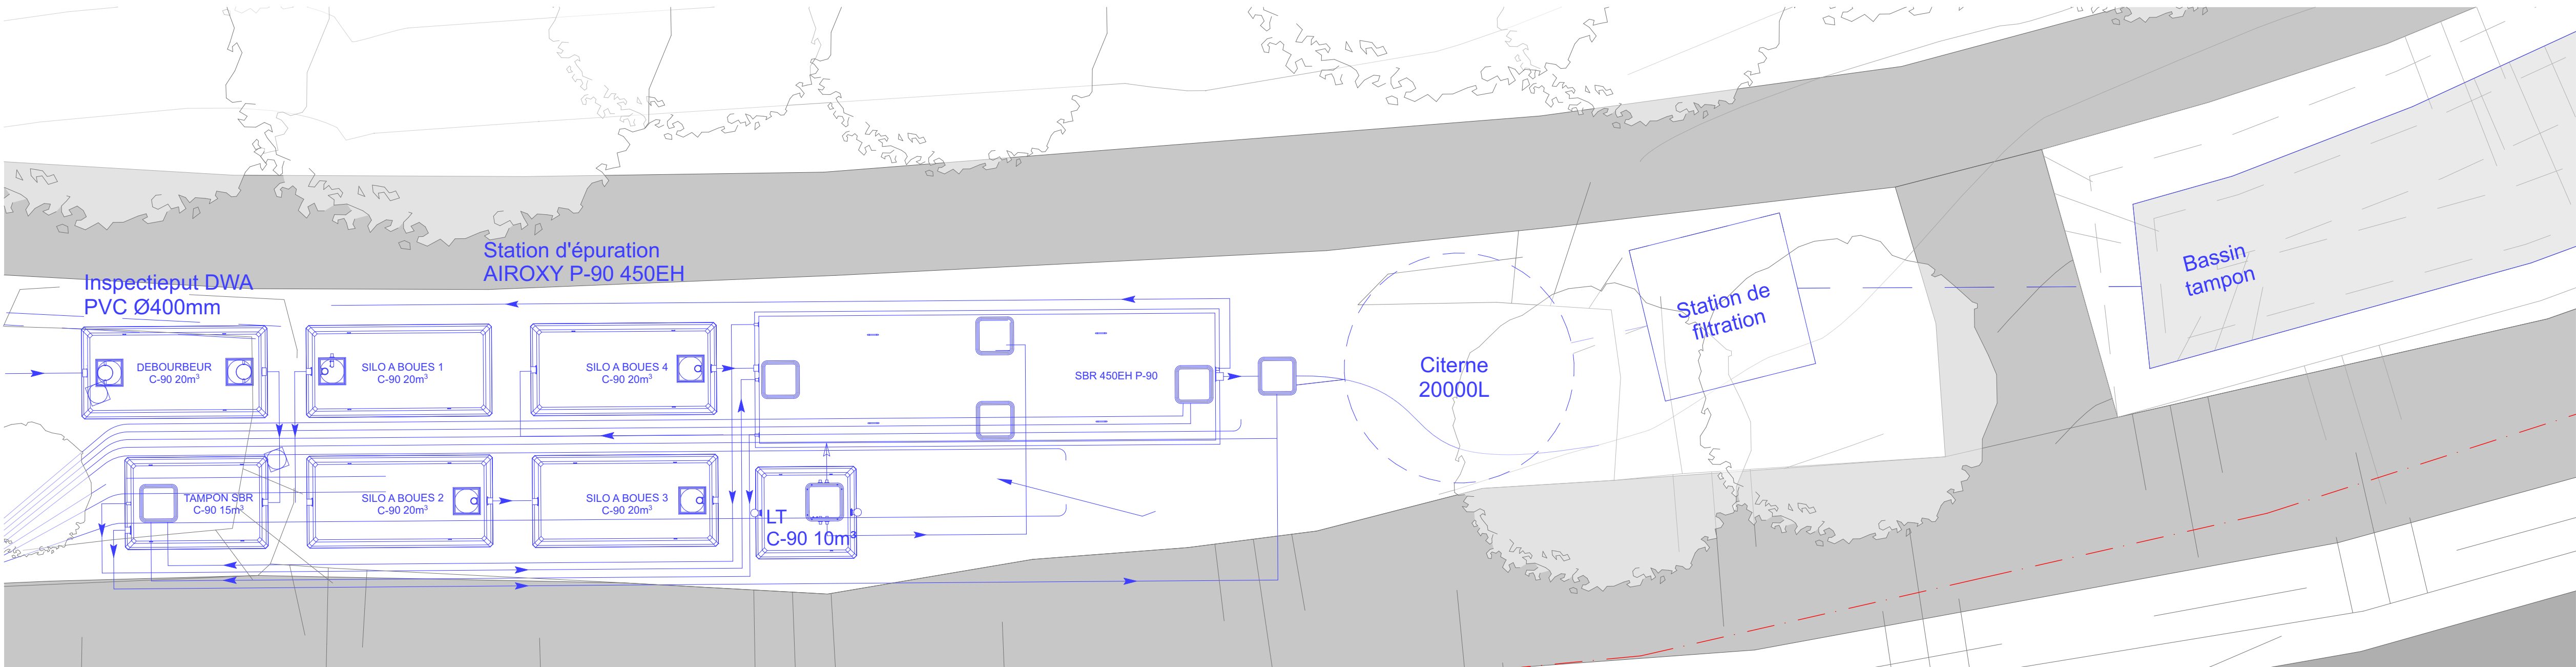 Station d'épuration
AIROXY P-90 450EH
Inspectieput DWA
PVC Ø400mm
DEBOURBEUR
C-90 20m³
SILO A BOUES 1
C-90 20m³
SILO A BOUES 4
C-90 20m³
SBR 450EH P-90
TAMPON SBR
C-90 15m³
SILO A BOUES 2
C-90 20m³
SILO A BOUES 3
C-90 20m³
LT
C-90 10m³
Citerne
20000L
Station de
filtration
Bassin
tampon